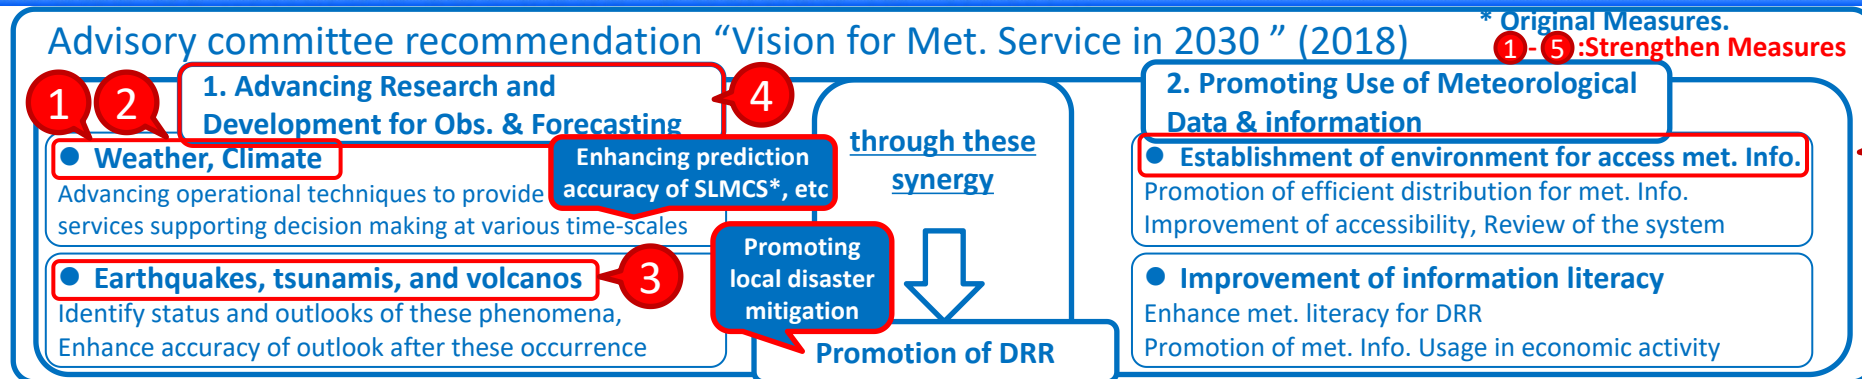 Advisory committee recommendation “Vision for Met. Service in 2030 ” (2018)
* Original Measures.
1 - 5 :Strengthen Measures
1 2
1. Advancing Research and
Development for Obs. & Forecasting
4
● Weather, Climate
Advancing operational techniques to provide
services supporting decision making at various time-scales
Enhancing prediction
accuracy of SLMCS*, etc
● Earthquakes, tsunamis, and volcanos
3
Identify status and outlooks of these phenomena,
Enhance accuracy of outlook after these occurrence
through these
synergy
Promoting
local disaster
mitigation
Promotion of DRR
2. Promoting Use of Meteorological
Data & information
● Establishment of environment for access met. Info.
Promotion of efficient distribution for met. Info.
Improvement of accessibility, Review of the system
● Improvement of information literacy
Enhance met. literacy for DRR
Promotion of met. Info. Usage in economic activity